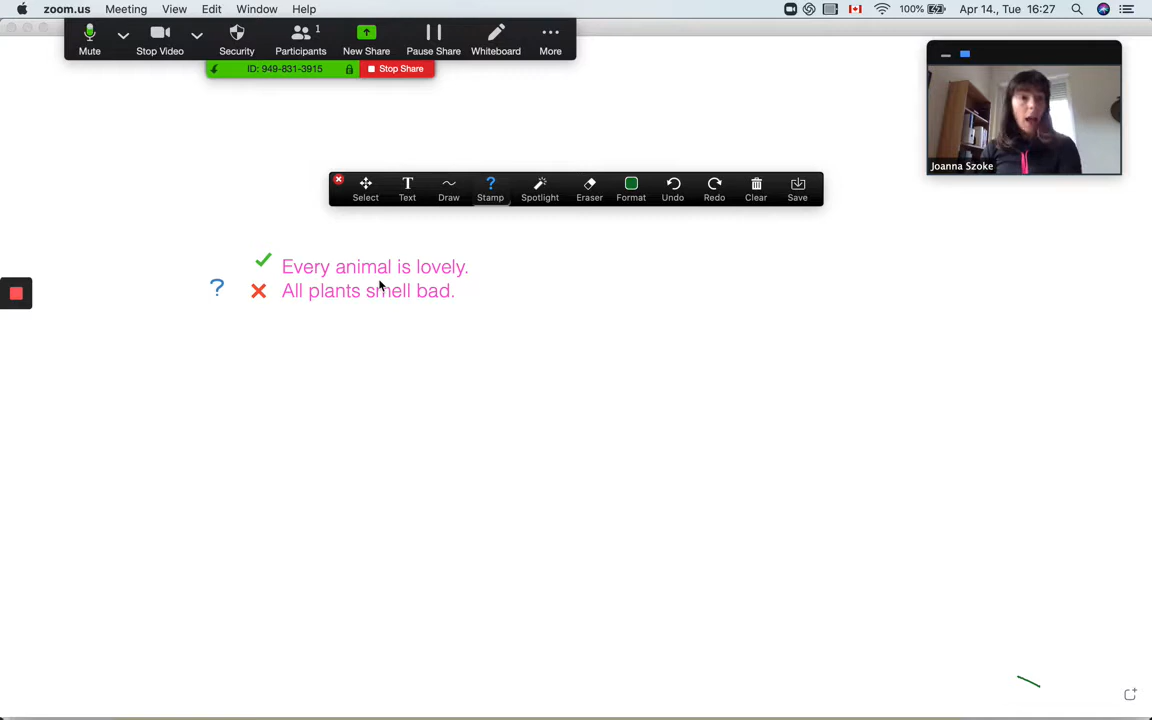 zoom.us Meeting View Edit Window Help 100% Apr 14., Tue 16:27
Mute Stop Video Security Participants 1 New Share Pause Share Whiteboard More
ID: 949-831-3915 Stop Share
Joanna Szoke
Select Text Draw Stamp Spotlight Eraser Format Undo Redo Clear Save
Every animal is lovely.
? All plants smell bad.